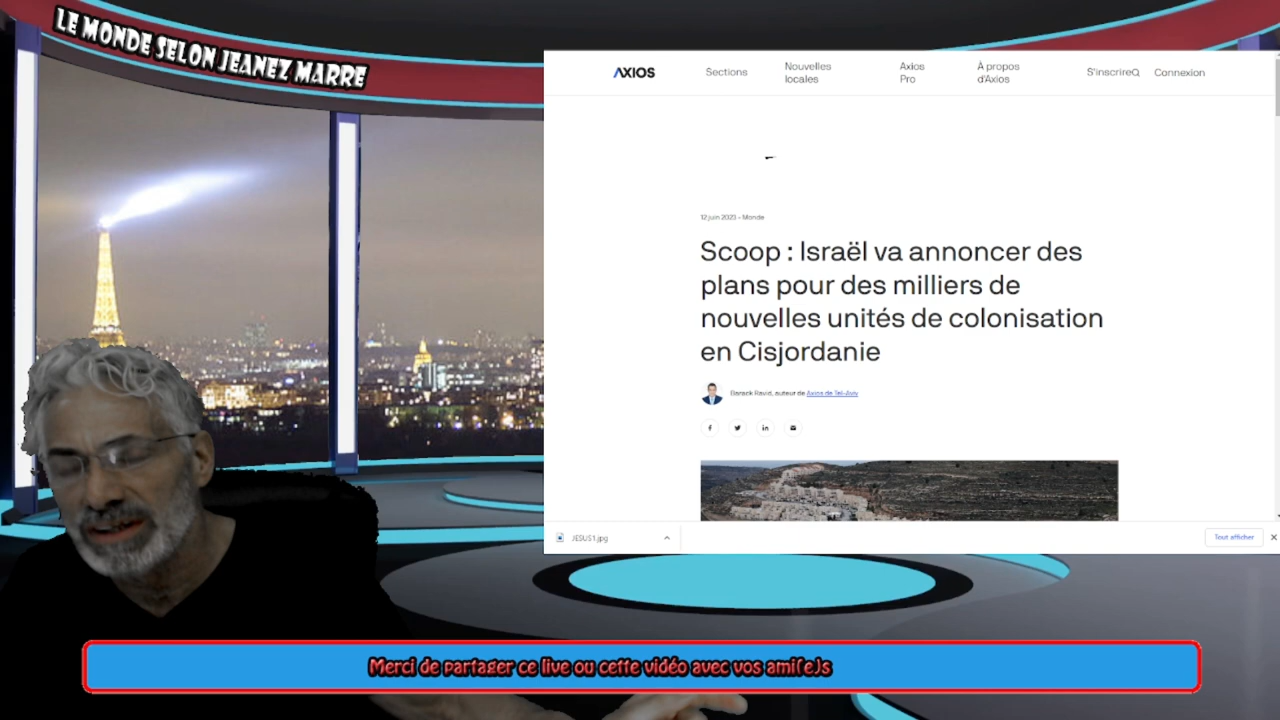 LE MONDE SELON JEANEZ MARRE
AXIOS
Sections
Nouvelles
locales
Axios
Pro
À propos
d'Axios
S'inscrire
Connexion
12 juin 2023 - Monde
Scoop : Israël va annoncer des
plans pour des milliers de
nouvelles unités de colonisation
en Cisjordanie
Barack Ravid, auteur de Axios de Tel-Aviv
JESUS1.jpg
Tout afficher
Merci de partager ce live ou cette vidéo avec vos ami(e)s